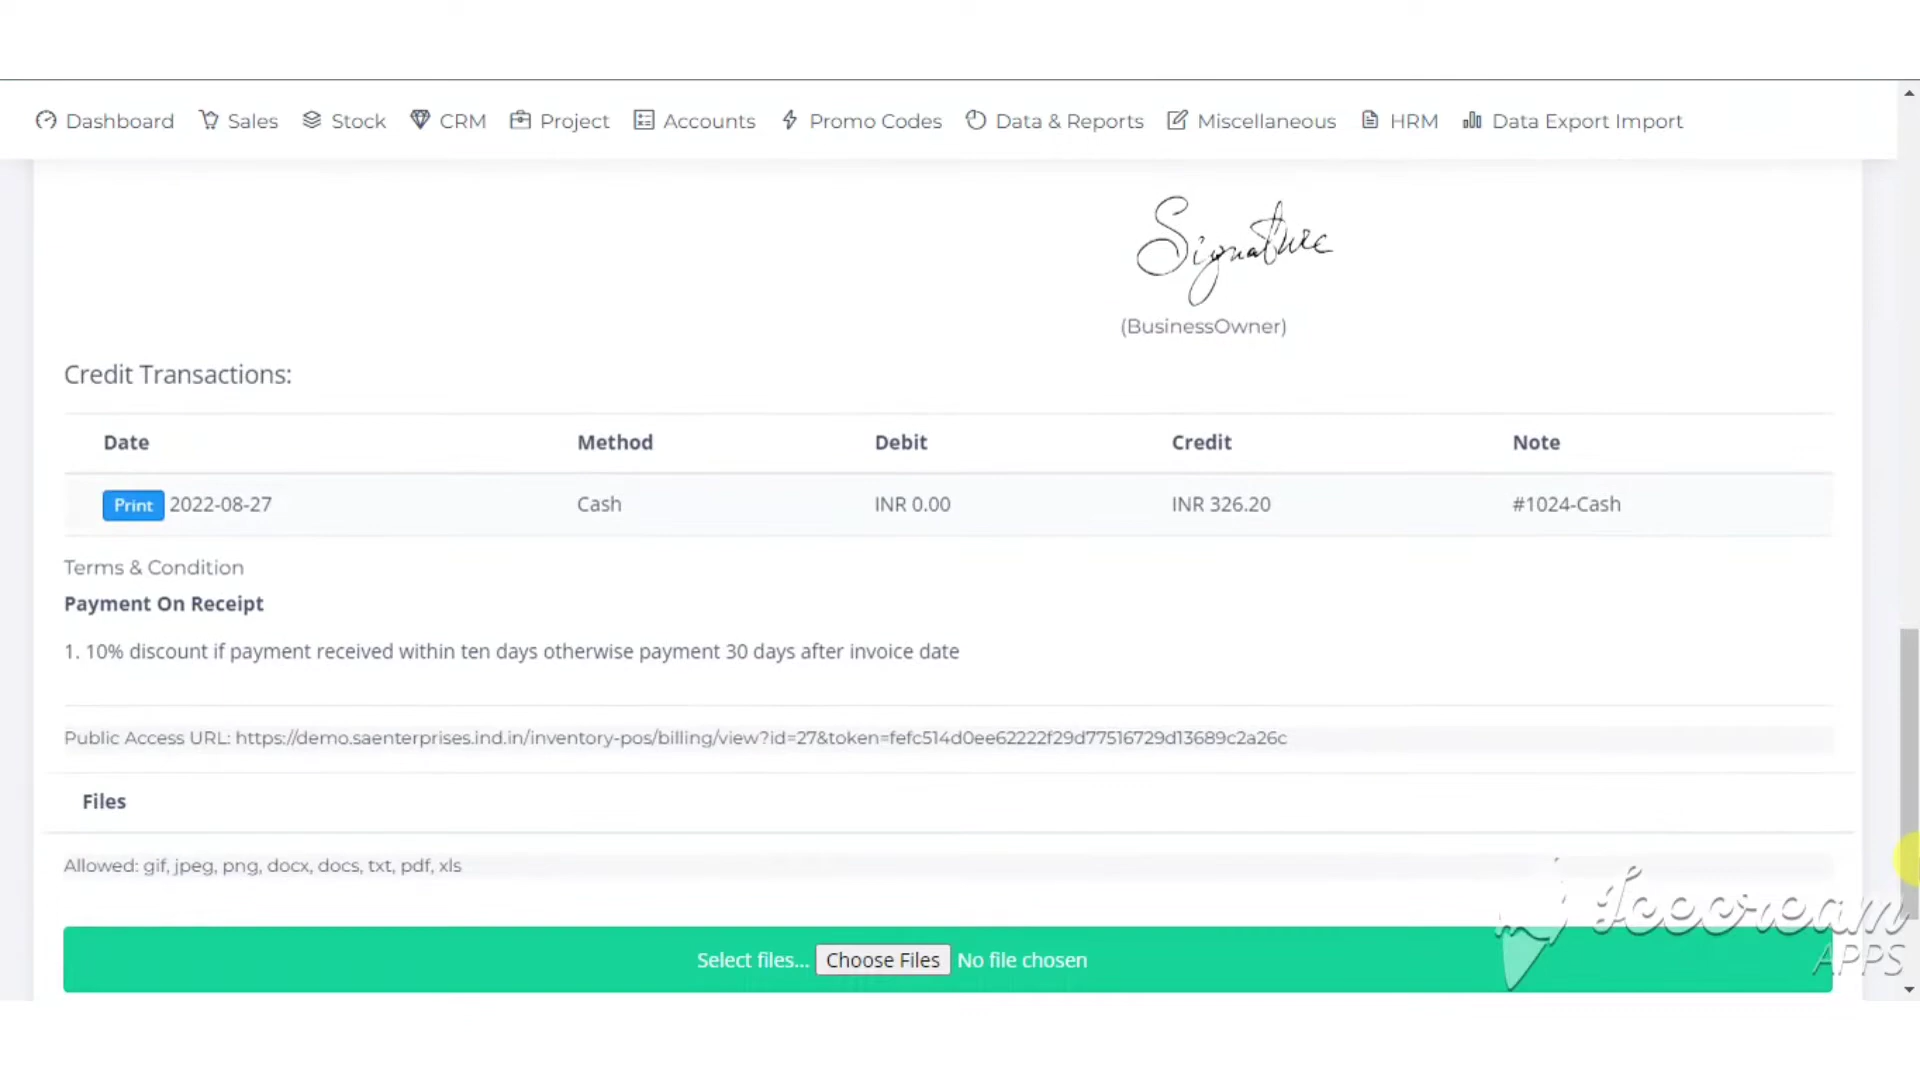 Dashboard Sales Stock CRM Project Accounts Promo Codes Data & Reports Miscellaneous HRM Data Export Import
Signature
(BusinessOwner)
Credit Transactions:
Date Method Debit Credit Note
Print 2022-08-27 Cash INR 0.00 INR 326.20 #1024-Cash
Terms & Condition
Payment On Receipt
1. 10% discount if payment received within ten days otherwise payment 30 days after invoice date
Public Access URL: https://demo.saenterprises.ind.in/inventory-pos/billing/view?id=27&token=fefc514d0ee62222f29d77516729d13689c2a26c
Files
Allowed: gif, jpeg, png, docx, docs, txt, pdf, xls
Select files... Choose Files No file chosen
Icecream
APPS